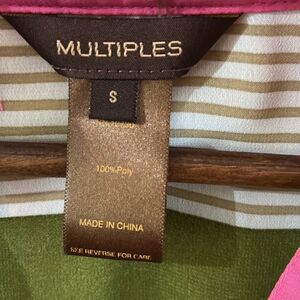 MULTIPLES
S
100% Poly
MADE IN CHINA
SEE REVERSE FOR CARE